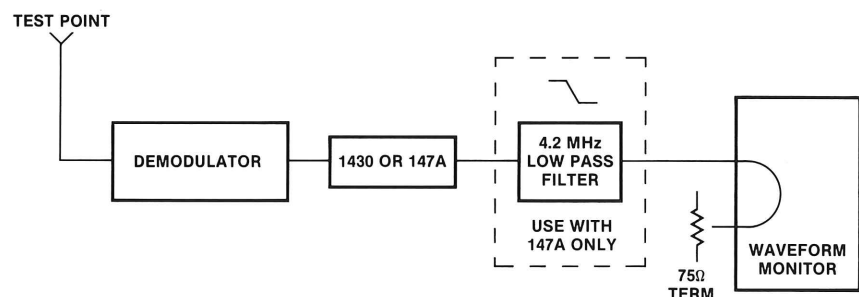 TEST POINT
DEMODULATOR
1430 OR 147A
4.2 MHz
LOW PASS
FILTER
USE WITH
147A ONLY
75Ω
TERM
WAVEFORM
MONITOR